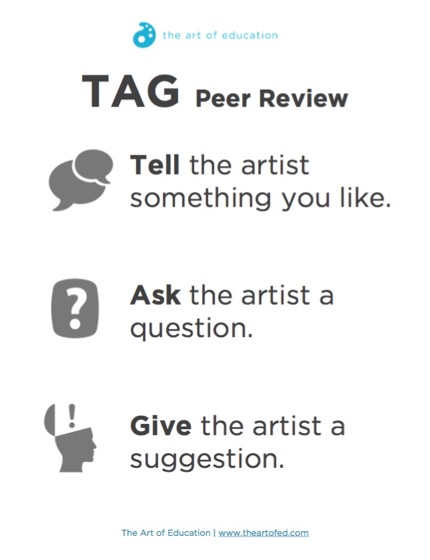 the art of education
TAG Peer Review
Tell the artist
something you like.
?
Ask the artist a
question.
!
Give the artist a
suggestion.
The Art of Education | www.theartofed.com